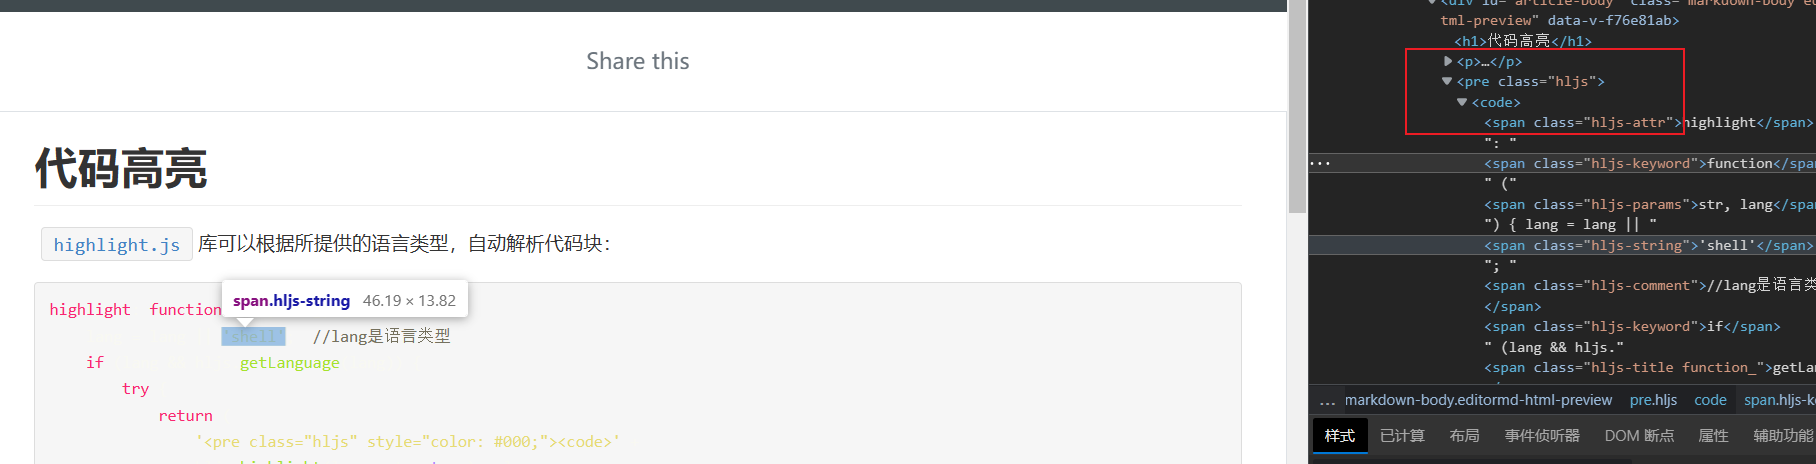 Share this
代码高亮
highlight.js 库可以根据所提供的语言类型，自动解析代码块：
span.hljs-string 46.19 × 13.82
highlight function
'shell' //lang是语言类型
if getLanguage
try
return
'<pre class="hljs" style="color: #000;"><code>'
<div id="article-body" class="markdown-body ed
tml-preview" data-v-f76e81ab>
<h1>代码高亮</h1>
<p>…</p>
<pre class="hljs">
<code>
<span class="hljs-attr">highlight</span>
": "
<span class="hljs-keyword">function</span
" ("
<span class="hljs-params">str, lang</span
") { lang = lang || "
<span class="hljs-string">'shell'</span>
"; "
<span class="hljs-comment">//lang是语言类
</span>
<span class="hljs-keyword">if</span>
" (lang && hljs."
<span class="hljs-title function_">getLan
... markdown-body.editormd-html-preview pre.hljs code span.hljs-k
样式 已计算 布局 事件侦听器 DOM 断点 属性 辅助功能